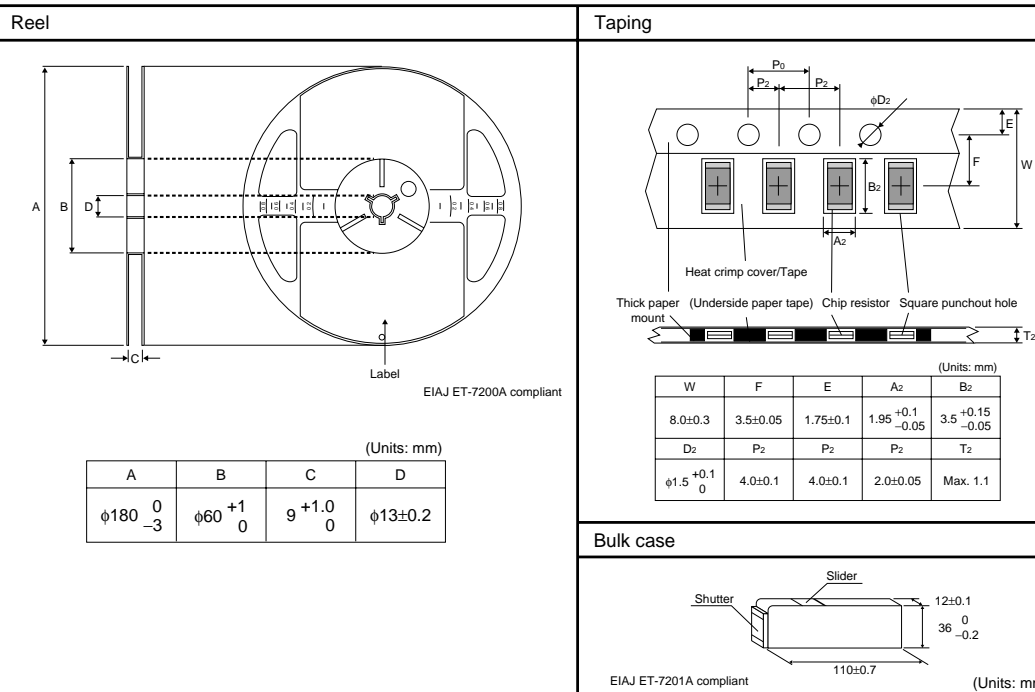 Reel
A
B
D
C
Label
EIAJ ET-7200A compliant
(Units: mm)
A B C D
ϕ180 0 −3 ϕ60 +1 0 9 +1.0 0 ϕ13±0.2
Taping
P0
P2 P2
ϕD2
E
F
W
B2
A2
Heat crimp cover/Tape
Thick paper mount (Underside paper tape) Chip resistor Square punchout hole
T2
(Units: mm)
W F E A2 B2
8.0±0.3 3.5±0.05 1.75±0.1 1.95 +0.1 −0.05 3.5 +0.15 −0.05
D2 P2 P2 P2 T2
ϕ1.5 +0.1 0 4.0±0.1 4.0±0.1 2.0±0.05 Max. 1.1
Bulk case
Slider
Shutter
12±0.1
36 0 −0.2
110±0.7
EIAJ ET-7201A compliant
(Units: m